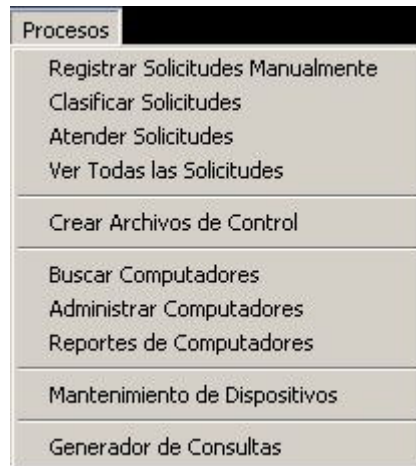 Procesos
Registrar Solicitudes Manualmente
Clasificar Solicitudes
Atender Solicitudes
Ver Todas las Solicitudes
Crear Archivos de Control
Buscar Computadores
Administrar Computadores
Reportes de Computadores
Mantenimiento de Dispositivos
Generador de Consultas